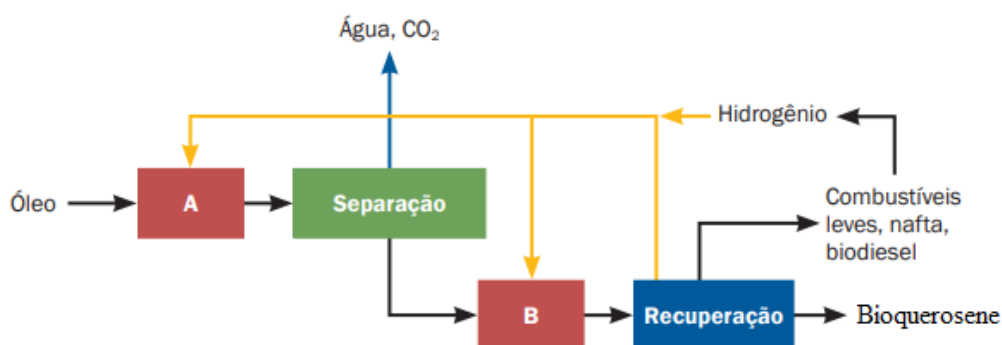 Água, CO₂
Hidrogênio
Óleo
A
Separação
Combustíveis
leves, nafta,
biodiesel
B
Recuperação
Bioquerosene